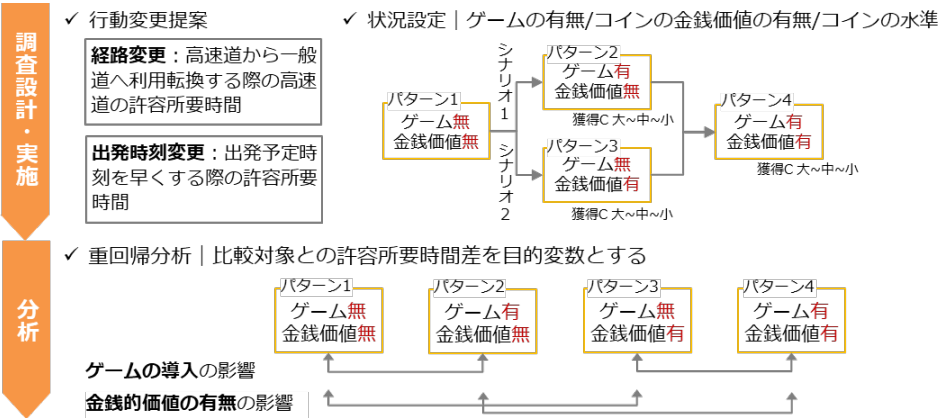 調査設計・実施
✓ 行動変更提案
経路変更：高速道から一般
道へ利用転換する際の高速
道の許容所要時間
出発時刻変更：出発予定時
刻を早くする際の許容所要
時間
✓ 状況設定｜ゲームの有無/コインの金銭価値の有無/コインの水準
パターン1
ゲーム無
金銭価値無
シナリオ1
シナリオ2
パターン2
ゲーム有
金銭価値無
獲得C 大~中~小
パターン3
ゲーム無
金銭価値有
獲得C 大~中~小
パターン4
ゲーム有
金銭価値有
獲得C 大~中~小
分析
✓ 重回帰分析｜比較対象との許容所要時間差を目的変数とする
パターン1
ゲーム無
金銭価値無
パターン2
ゲーム有
金銭価値無
パターン3
ゲーム無
金銭価値有
パターン4
ゲーム有
金銭価値有
ゲームの導入の影響
金銭的価値の有無の影響